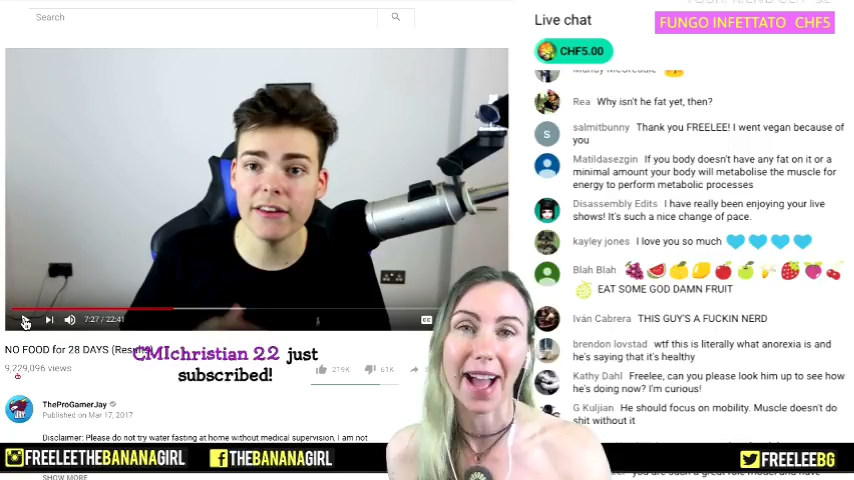 Search
Live chat
FUNGO INFETTATO CHF5
CHF5.00
Rea Why isn't he fat yet, then?
salmitbunny Thank you FREELEE! I went vegan because of
you
Matildasezgin If you body doesn't have any fat on it or a
minimal amount your body will metabolise the muscle for
energy to perform metabolic processes
Disassembly Edits I have really been enjoying your live
shows! It's such a nice change of pace.
kayley jones I love you so much
Blah Blah
EAT SOME GOD DAMN FRUIT
Iván Cabrera THIS GUY'S A FUCKIN NERD
brendon lovstad wtf this is literally what anorexia is and
he's saying that it's healthy
Kathy Dahl Freelee, can you please look him up to see how
he's doing now? I'm curious!
G Kuljian He should focus on mobility. Muscle doesn't do
shit without it
7:27 / 22:41
NO FOOD for 28 DAYS (Results)
CMIchristian 22 just
subscribed!
9,229,096 views
219K
61K
TheProGamerJay
Published on Mar 17, 2017
Disclaimer: Please do not try water fasting at home without medical supervision, I am not
FREELEETHEBANANAGIRL
THEBANANAGIRL
FREELEEBG
SHOW MORE